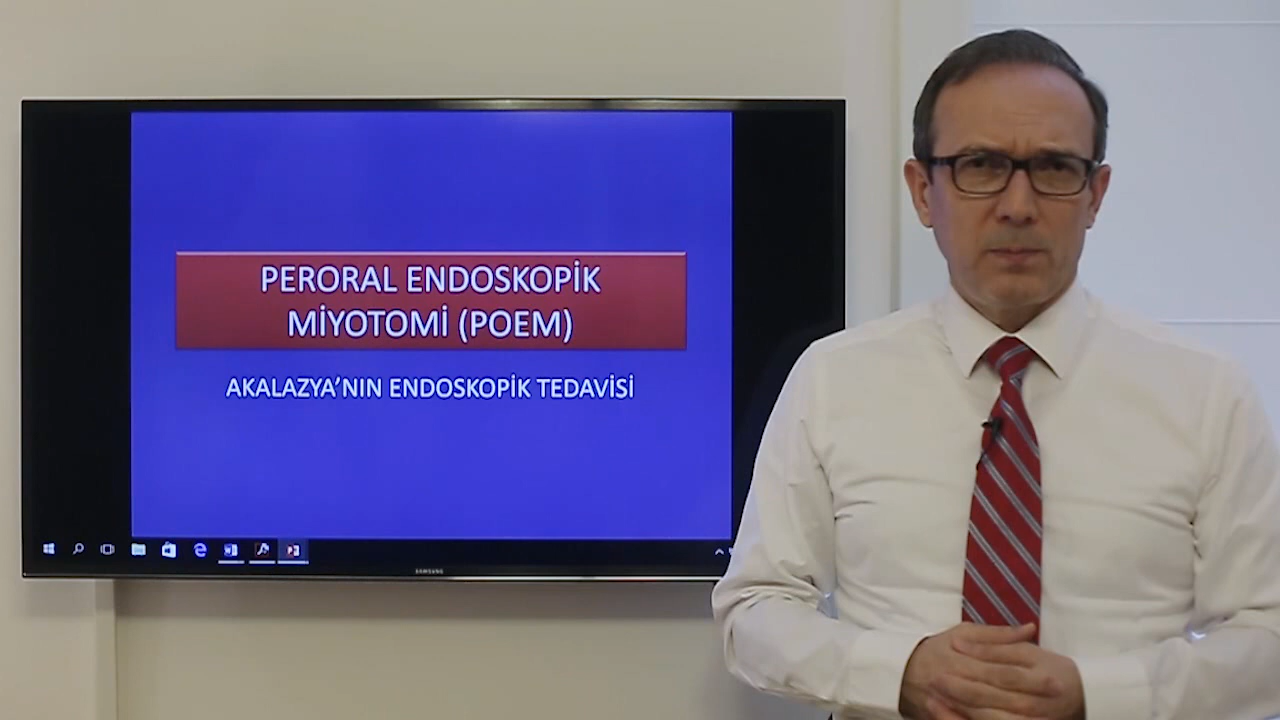 PERORAL ENDOSKOPİK
MİYOTOMİ (POEM)
AKALAZYA’NIN ENDOSKOPİK TEDAVİSİ
SAMSUNG